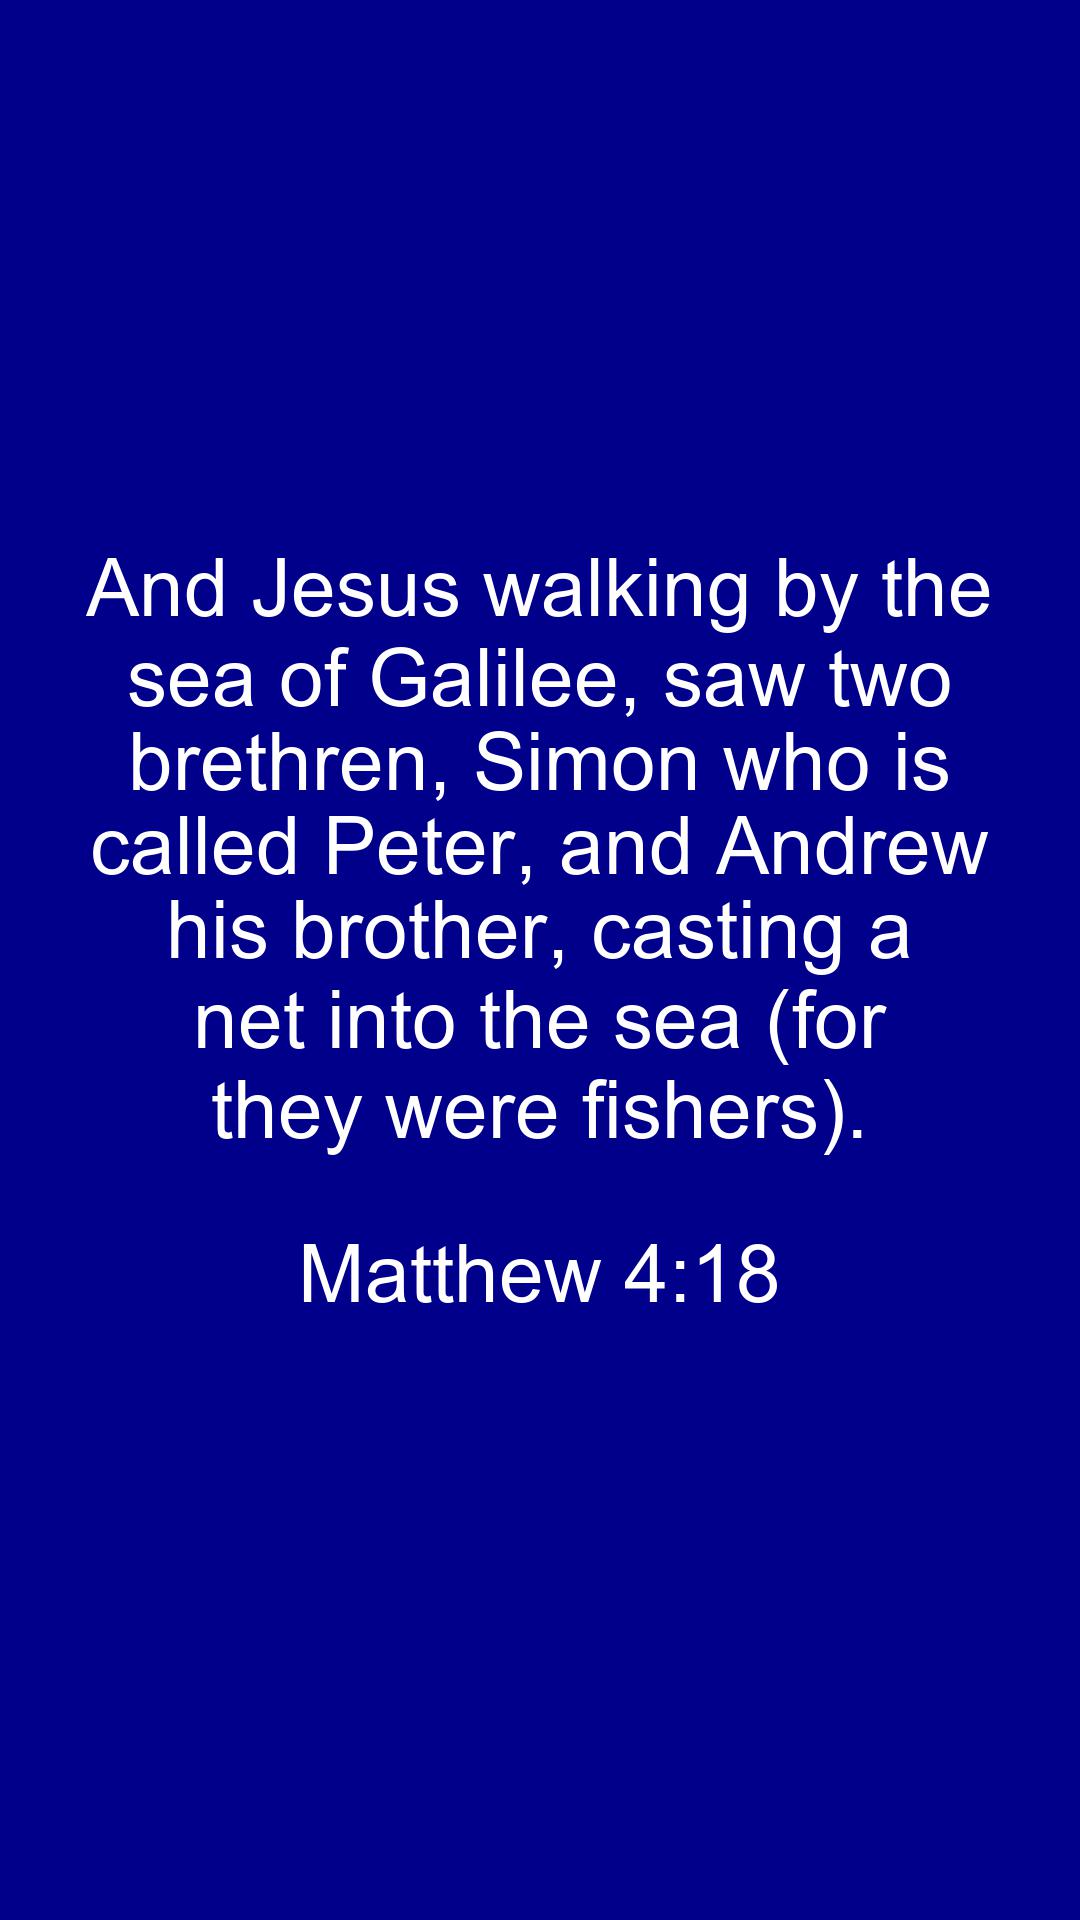 And Jesus walking by the
sea of Galilee, saw two
brethren, Simon who is
called Peter, and Andrew
his brother, casting a
net into the sea (for
they were fishers).
Matthew 4:18